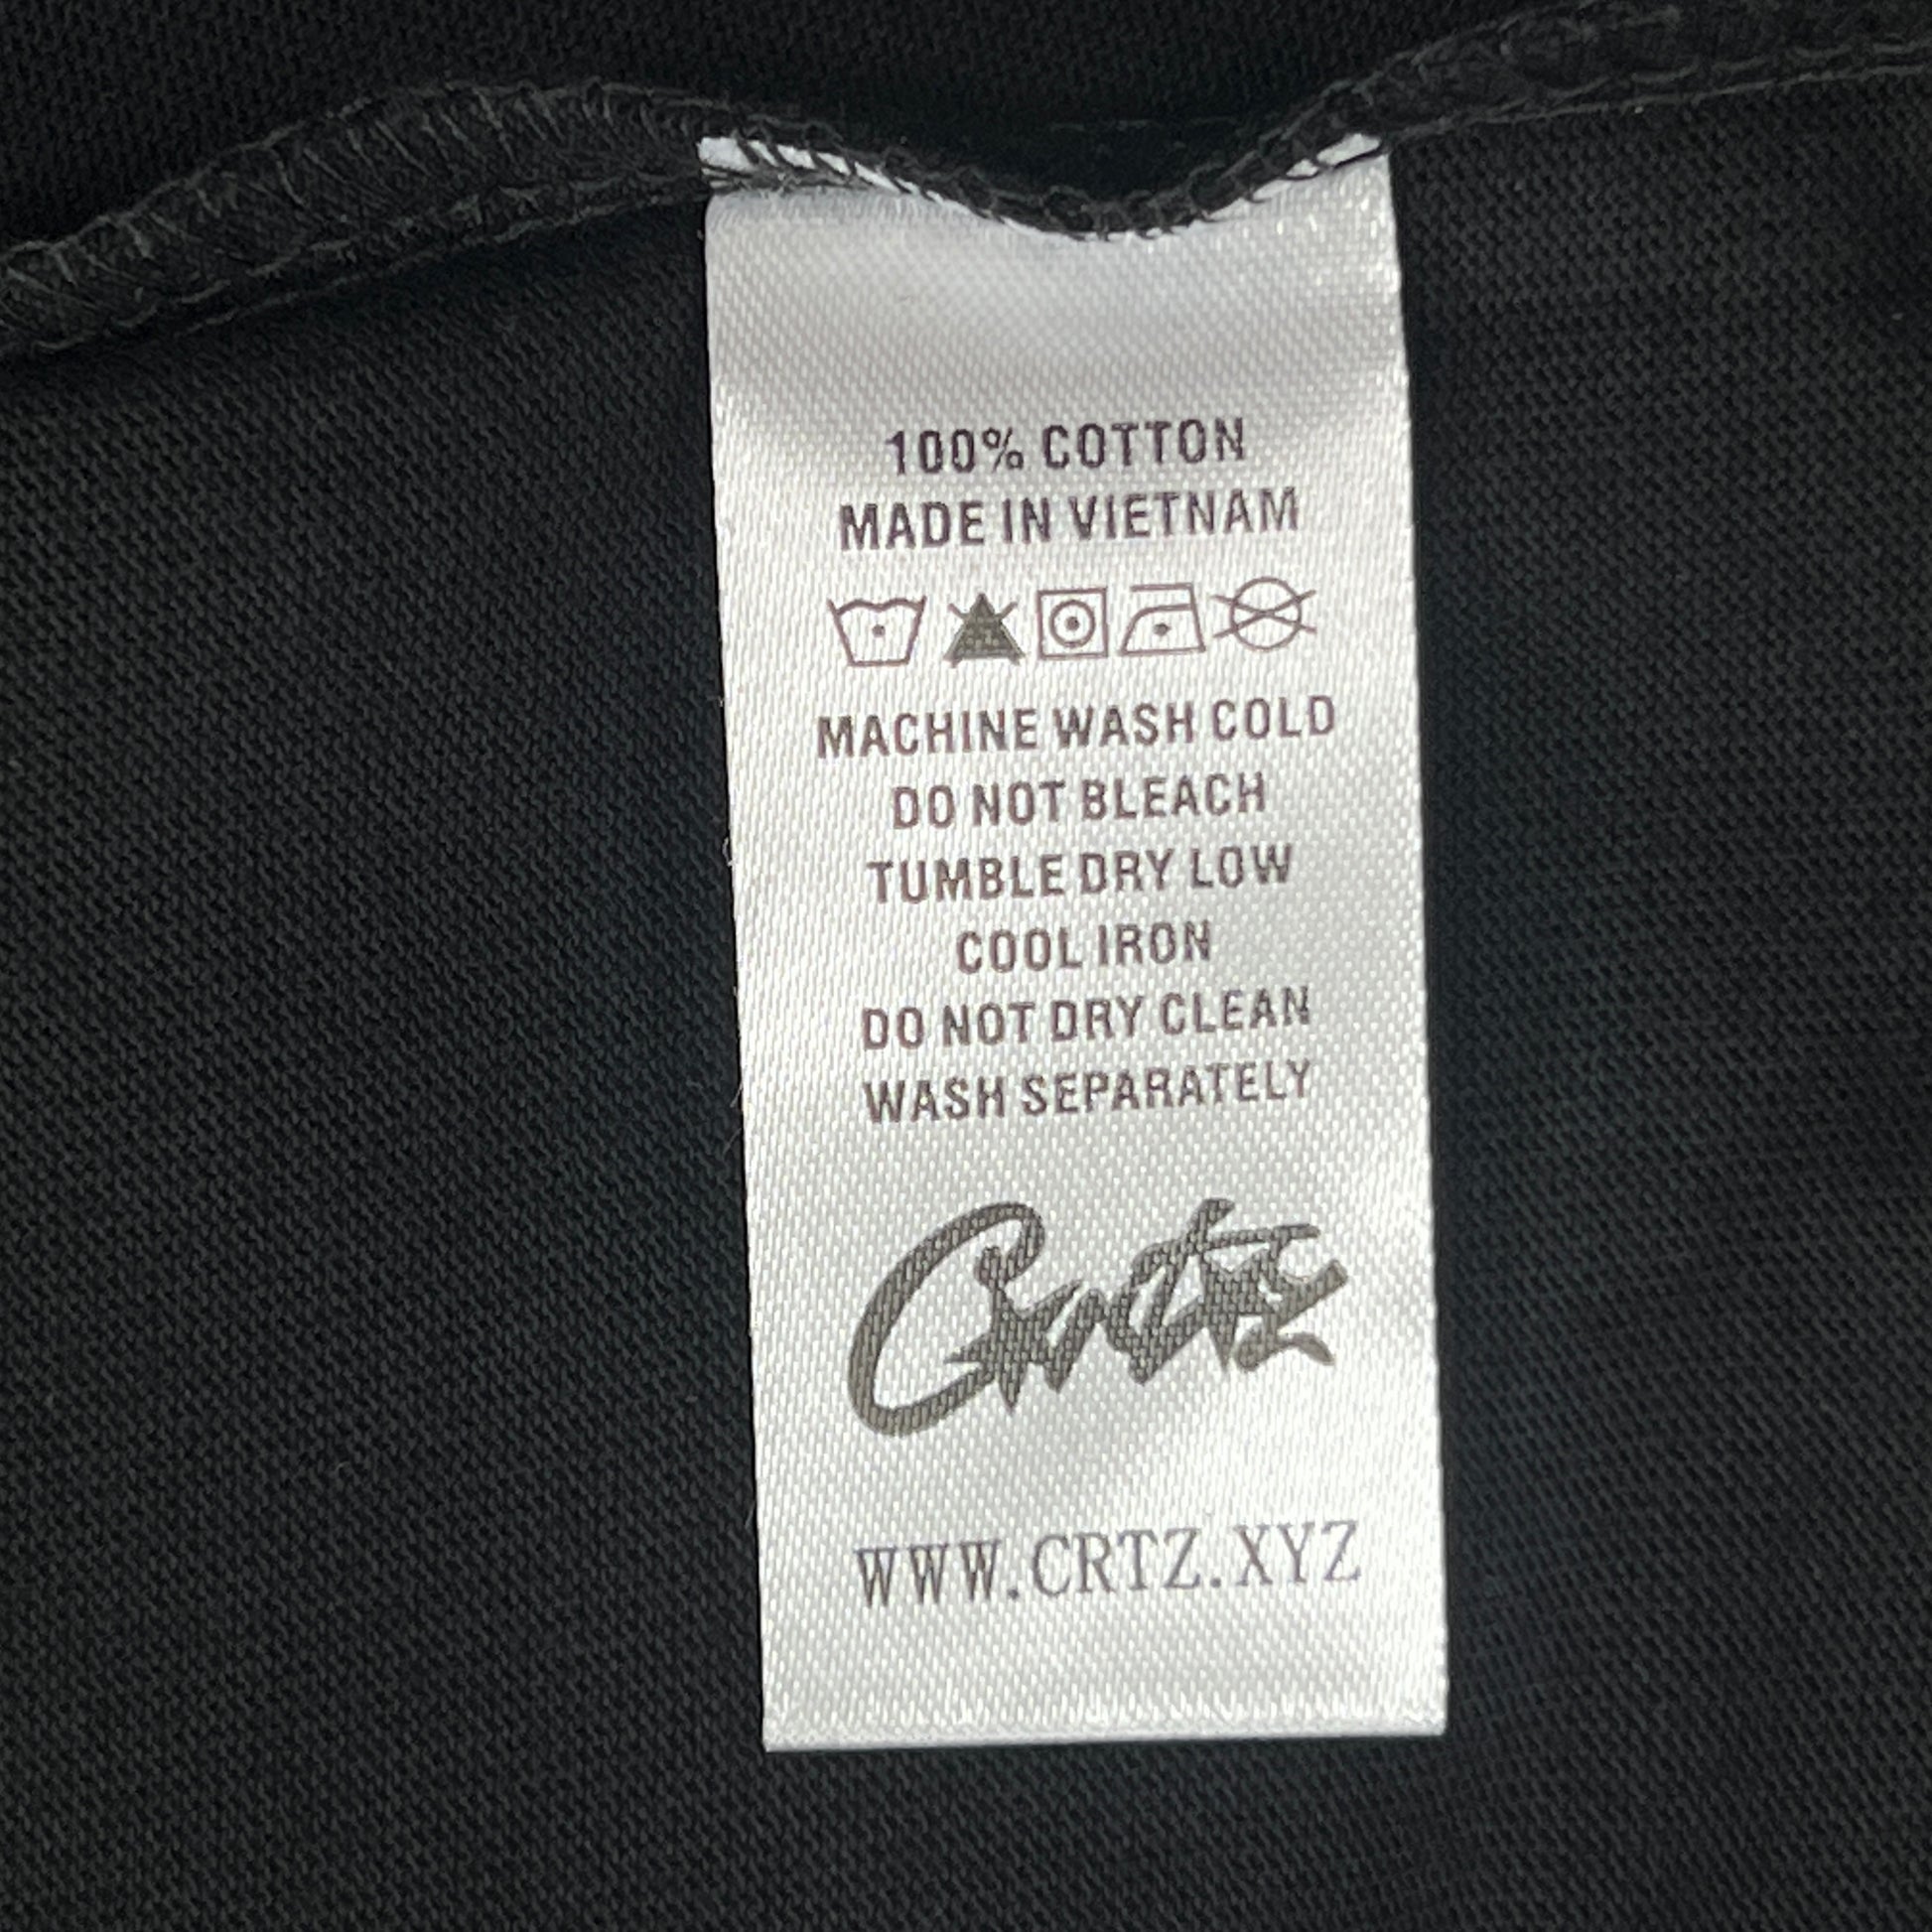 100% COTTON
MADE IN VIETNAM
MACHINE WASH COLD
DO NOT BLEACH
TUMBLE DRY LOW
COOL IRON
DO NOT DRY CLEAN
WASH SEPARATELY
Crtz
WWW.CRTZ.XYZ